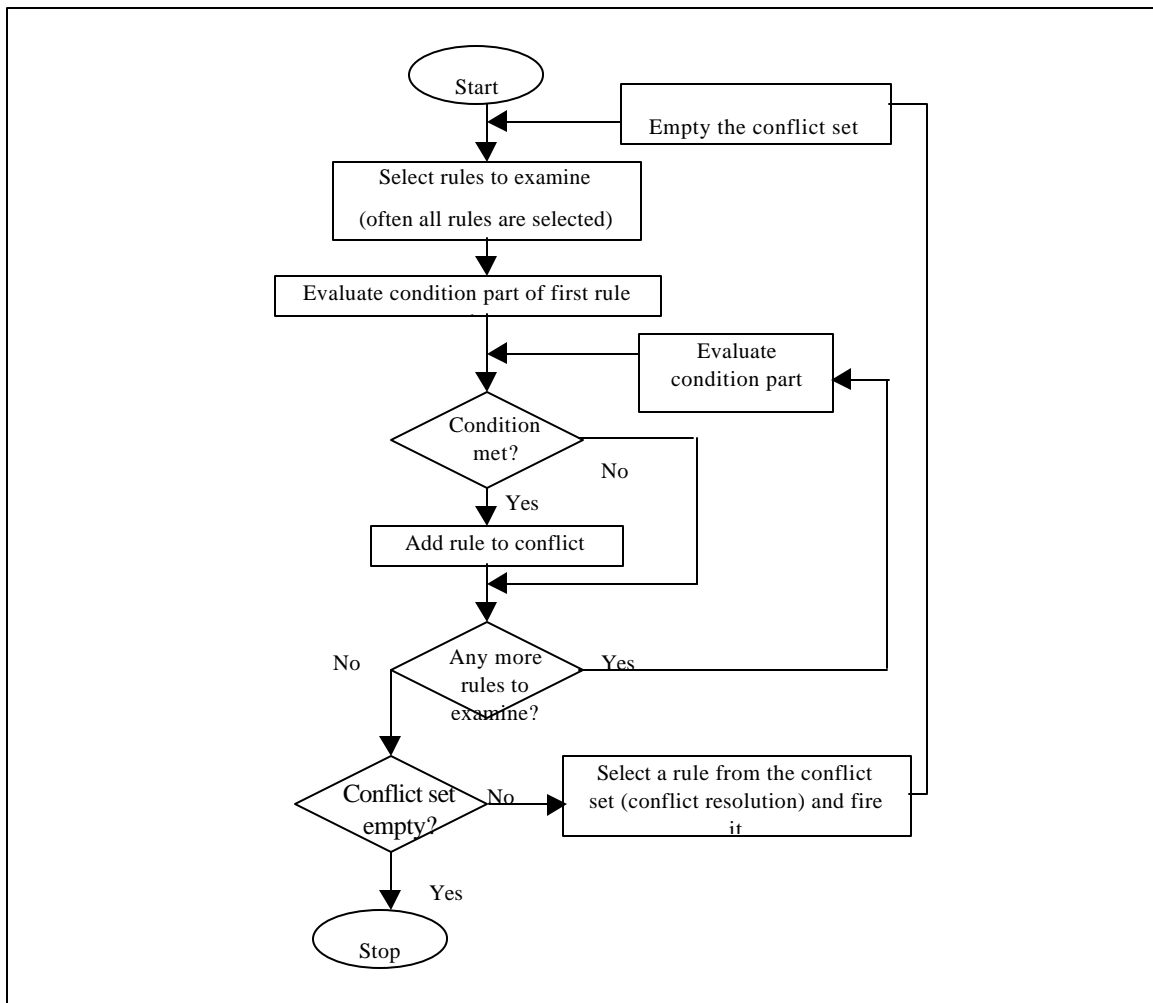 Start
Empty the conflict set
Select rules to examine
(often all rules are selected)
Evaluate condition part of first rule
Evaluate
condition part
Condition
met?
No
Yes
Add rule to conflict
No
Any more
rules to
examine?
Yes
Conflict set
empty?
No
Select a rule from the conflict
set (conflict resolution) and fire
it
Yes
Stop